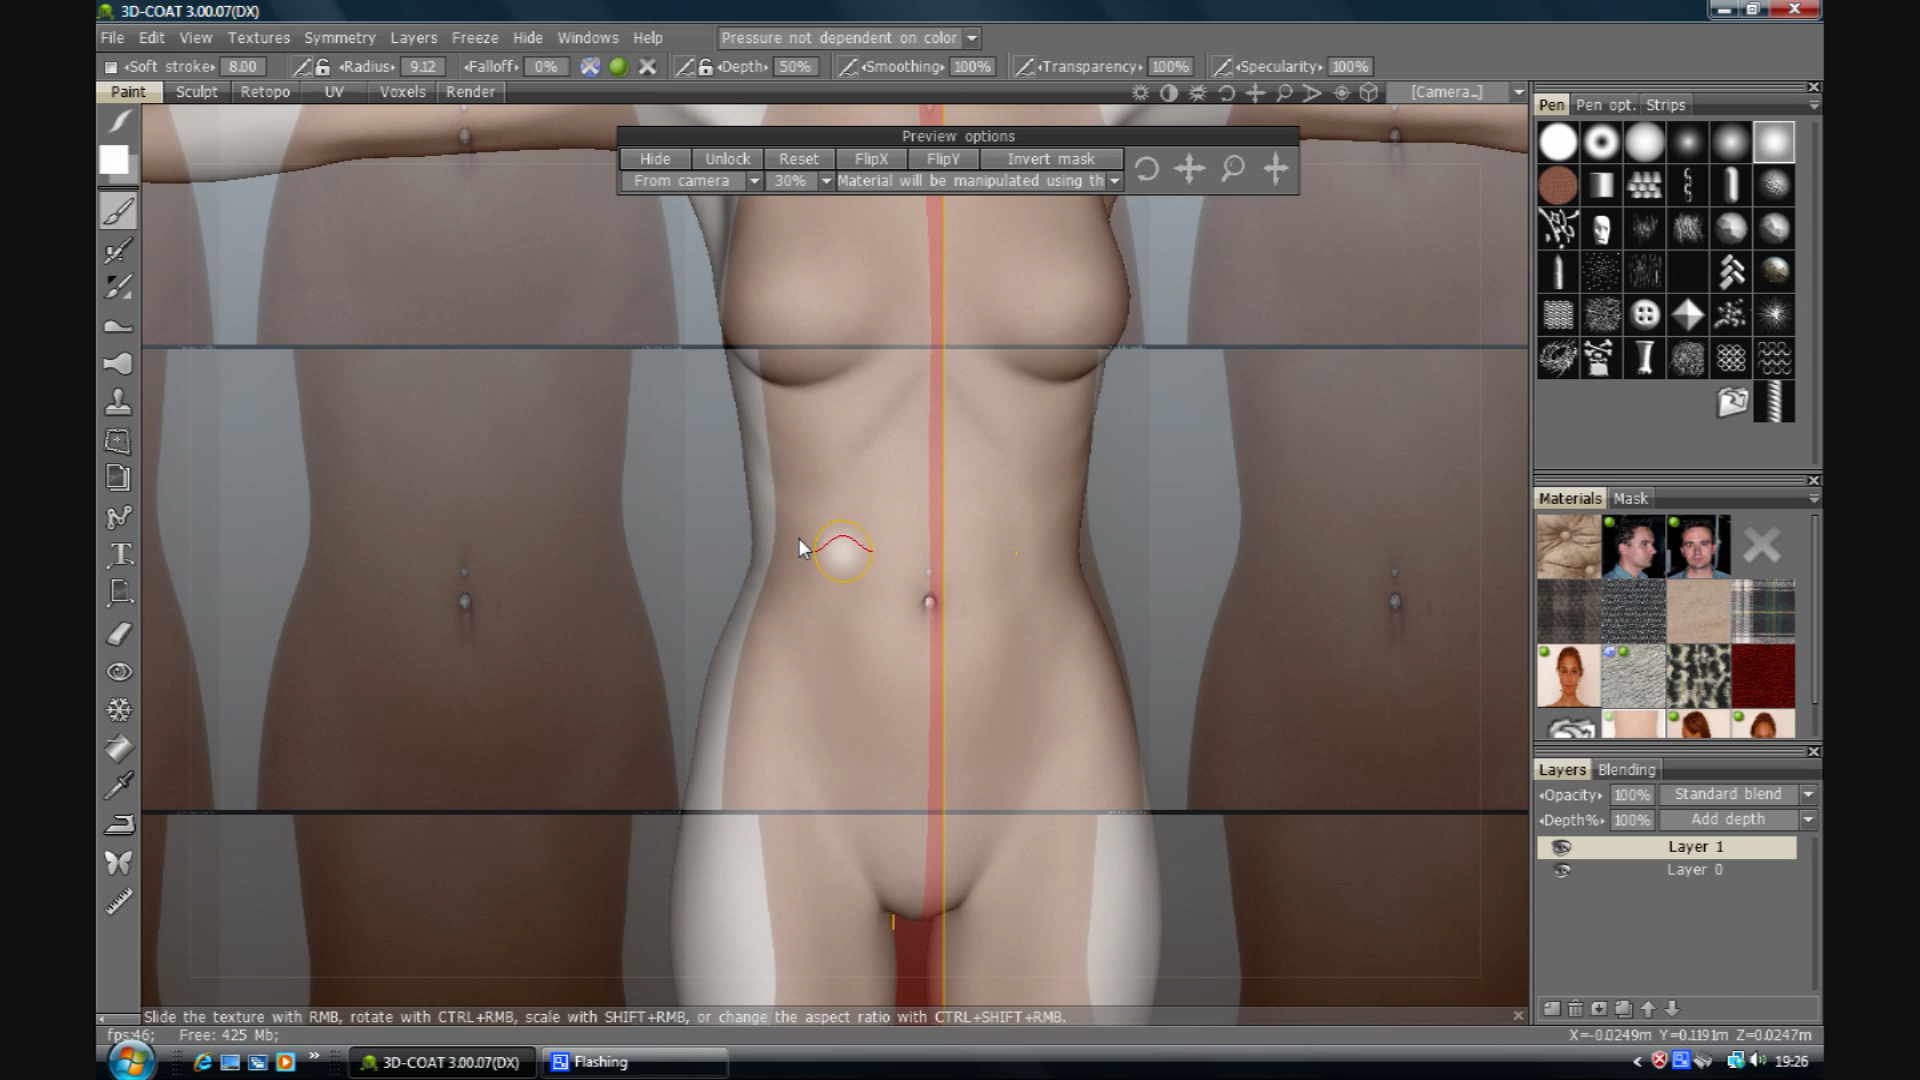 3D-COAT 3.00.07(DX)
File Edit View Textures Symmetry Layers Freeze Hide Windows Help Pressure not dependent on color
Soft stroke 8.00 Radius 9.12 Falloff 0% Depth 50% Smoothing 100% Transparency 100% Specularity 100%
Paint Sculpt Retopo UV Voxels Render [Camera_]
Pen Pen opt. Strips
Preview options
Hide Unlock Reset FlipX FlipY Invert mask
From camera 30% Material will be manipulated using th
Materials Mask
Layers Blending
Opacity 100% Standard blend
Depth% 100% Add depth
Layer 1
Layer 0
Slide the texture with RMB, rotate with CTRL+RMB, scale with SHIFT+RMB, or change the aspect ratio with CTRL+SHIFT+RMB.
fps:46; Free: 425 Mb; X=-0.0249m Y=0.1191m Z=0.0247m
3D-COAT 3.00.07(DX) Flashing 19:26